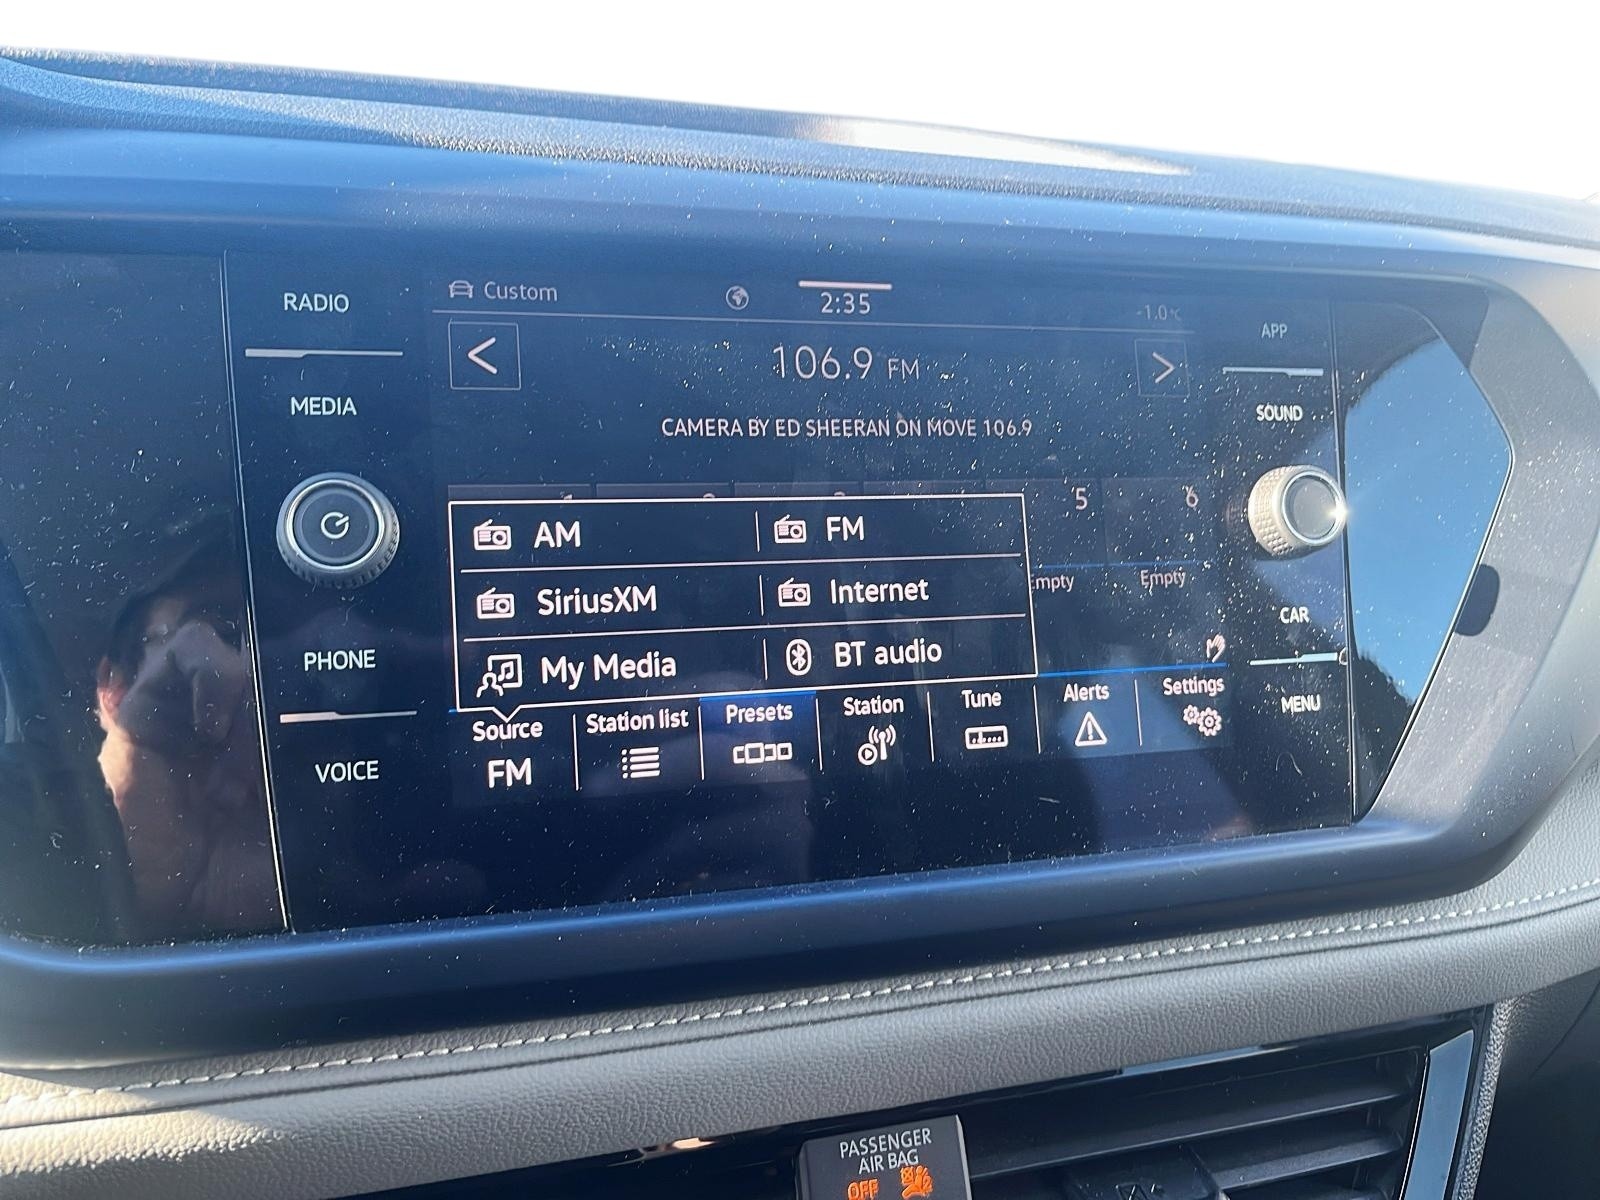 Custom
2:35
-1.0°C
RADIO
MEDIA
PHONE
VOICE
< 106.9 FM >
CAMERA BY ED SHEERAN ON MOVE 106.9
5 6
Empty Empty
AM FM
SiriusXM Internet
My Media BT audio
Source Station list Presets Station Tune Alerts Settings
FM
APP
SOUND
CAR
MENU
PASSENGER
AIR BAG
OFF